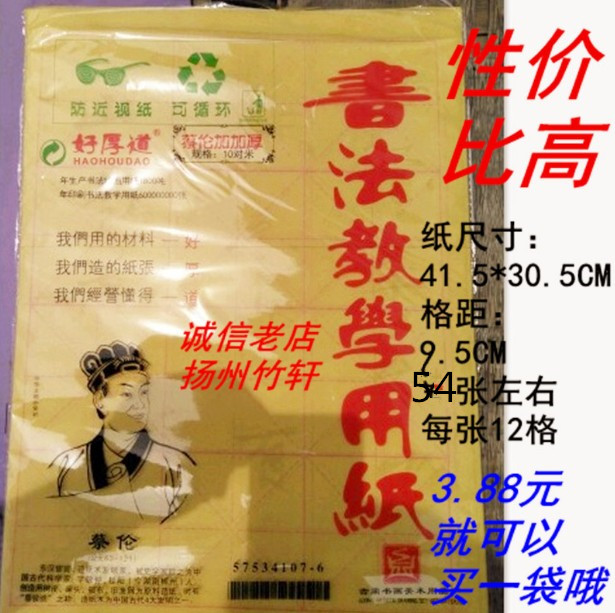 防近视纸 可循环
好厚道®
HAOHOUDAO
蔡伦加加厚
规格：10对米
我們用的材料—好
我們造的紙張—厚
我們經營懂得—道
書法教學用紙
性价
比高
纸尺寸：
41.5*30.5CM
格距：
9.5CM
54张左右
每张12格
诚信老店
扬州竹轩
蔡伦
57534107-6
3.88元
就可以
买一袋哦